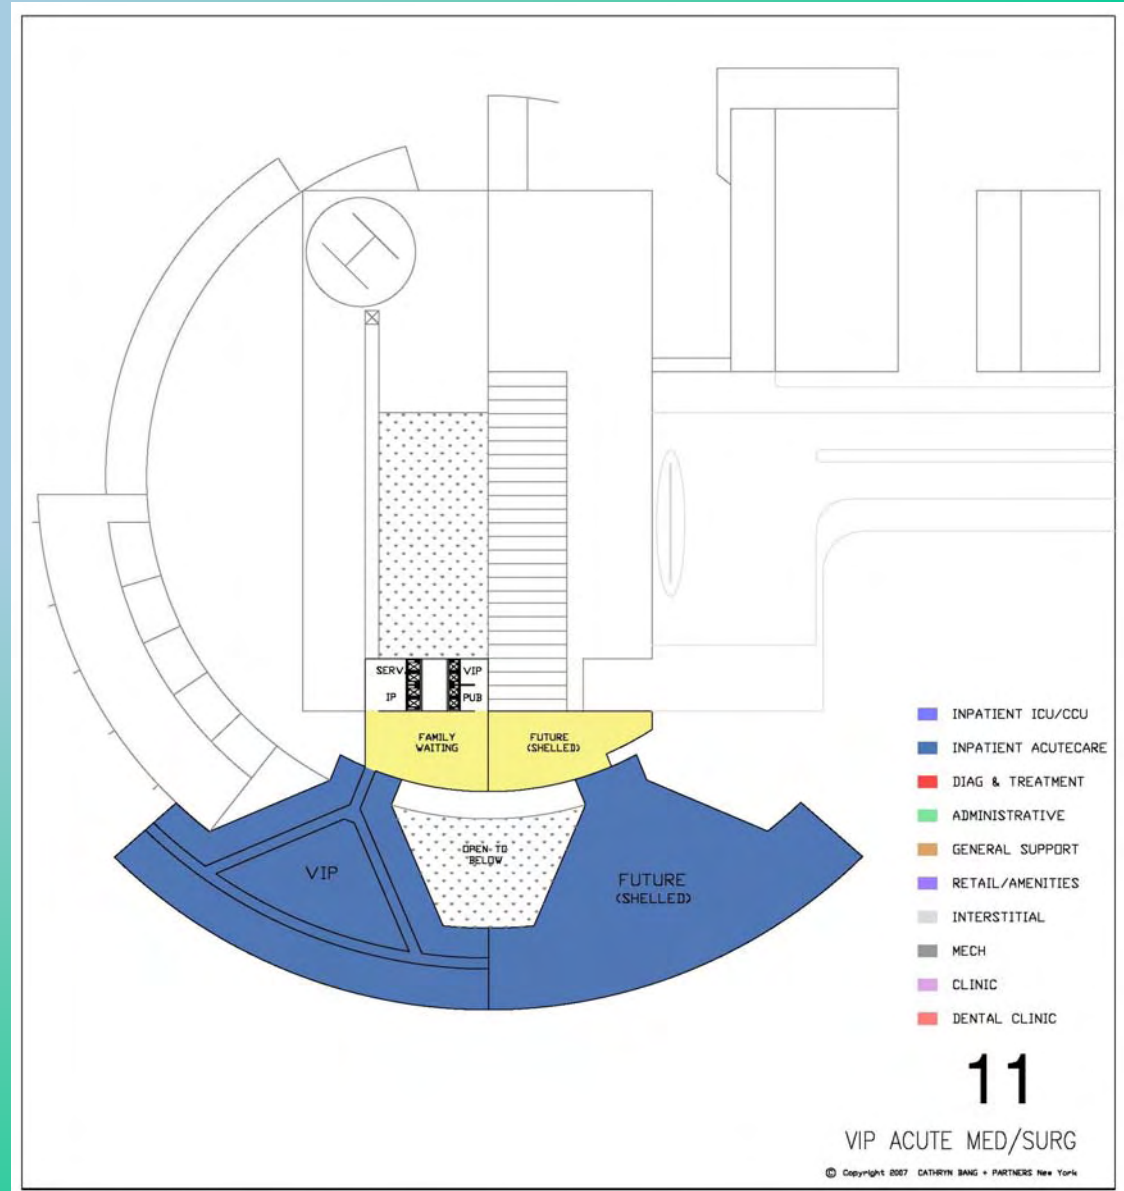 H
SERV.
VIP
IP
PUB
FAMILY
WAITING
FUTURE
(SHELLED)
OPEN-TO
BELOW
VIP
FUTURE
(SHELLED)
INPATIENT ICU/CCU
INPATIENT ACUTECARE
DIAG & TREATMENT
ADMINISTRATIVE
GENERAL SUPPORT
RETAIL/AMENITIES
INTERSTITIAL
MECH
CLINIC
DENTAL CLINIC
11
VIP ACUTE MED/SURG
© Copyright 2007 CATHRYN BANG + PARTNERS New York